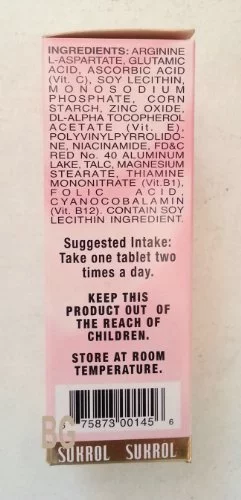 INGREDIENTS: ARGININE
L-ASPARTATE, GLUTAMIC
ACID, ASCORBIC ACID
(Vit. C), SOY LECITHIN,
MONOSODIUM
PHOSPHATE, CORN
STARCH, ZINC OXIDE,
DL-ALPHA TOCOPHEROL
ACETATE (Vit. E),
POLYVINYLPYRROLIDO-
NE, NIACINAMIDE, FD&C
RED No. 40 ALUMINUM
LAKE, TALC, MAGNESIUM
STEARATE, THIAMINE
MONONITRATE (Vit.B1),
FOLIC ACID,
CYANOCOBALAMIN
(Vit. B12). CONTAIN SOY
LECITHIN INGREDIENT.
Suggested Intake:
Take one tablet two
times a day.
KEEP THIS
PRODUCT OUT OF
THE REACH OF
CHILDREN.
STORE AT ROOM
TEMPERATURE.
75873 00145 6
BG
SUKROL SUKROL